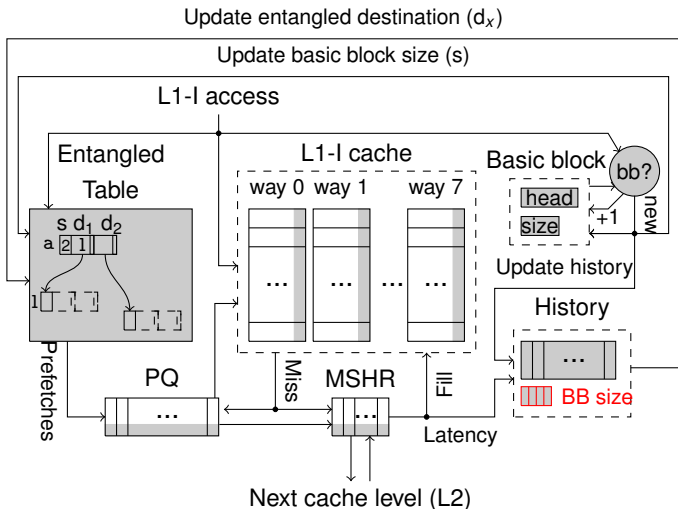 Update entangled destination (dₓ)
Update basic block size (s)
L1-I access
Entangled
Table
L1-I cache
Basic block
bb?
way 0 way 1 way 7
head
size
+1
new
s d₁ d₂
a 2 1
... ... ... ...
1
Update history
History
...
BB size
Prefetches
PQ
Miss
MSHR
Fill
...
...
Latency
Next cache level (L2)